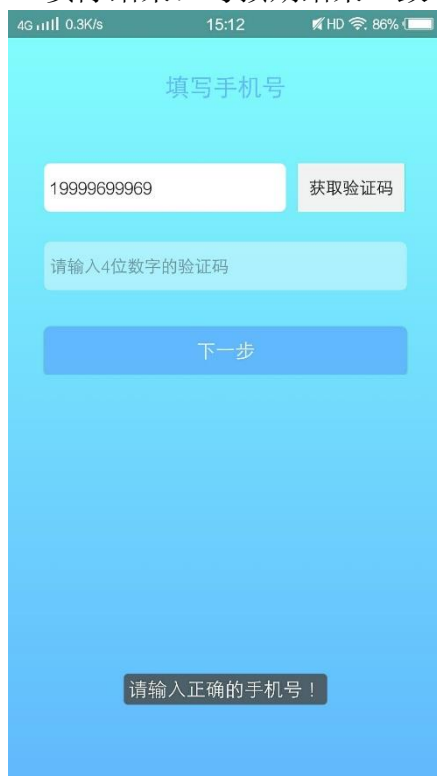 4G 0.3K/s 15:12 HD 86%
填写手机号
19999699969 获取验证码
请输入4位数字的验证码
下一步
请输入正确的手机号！